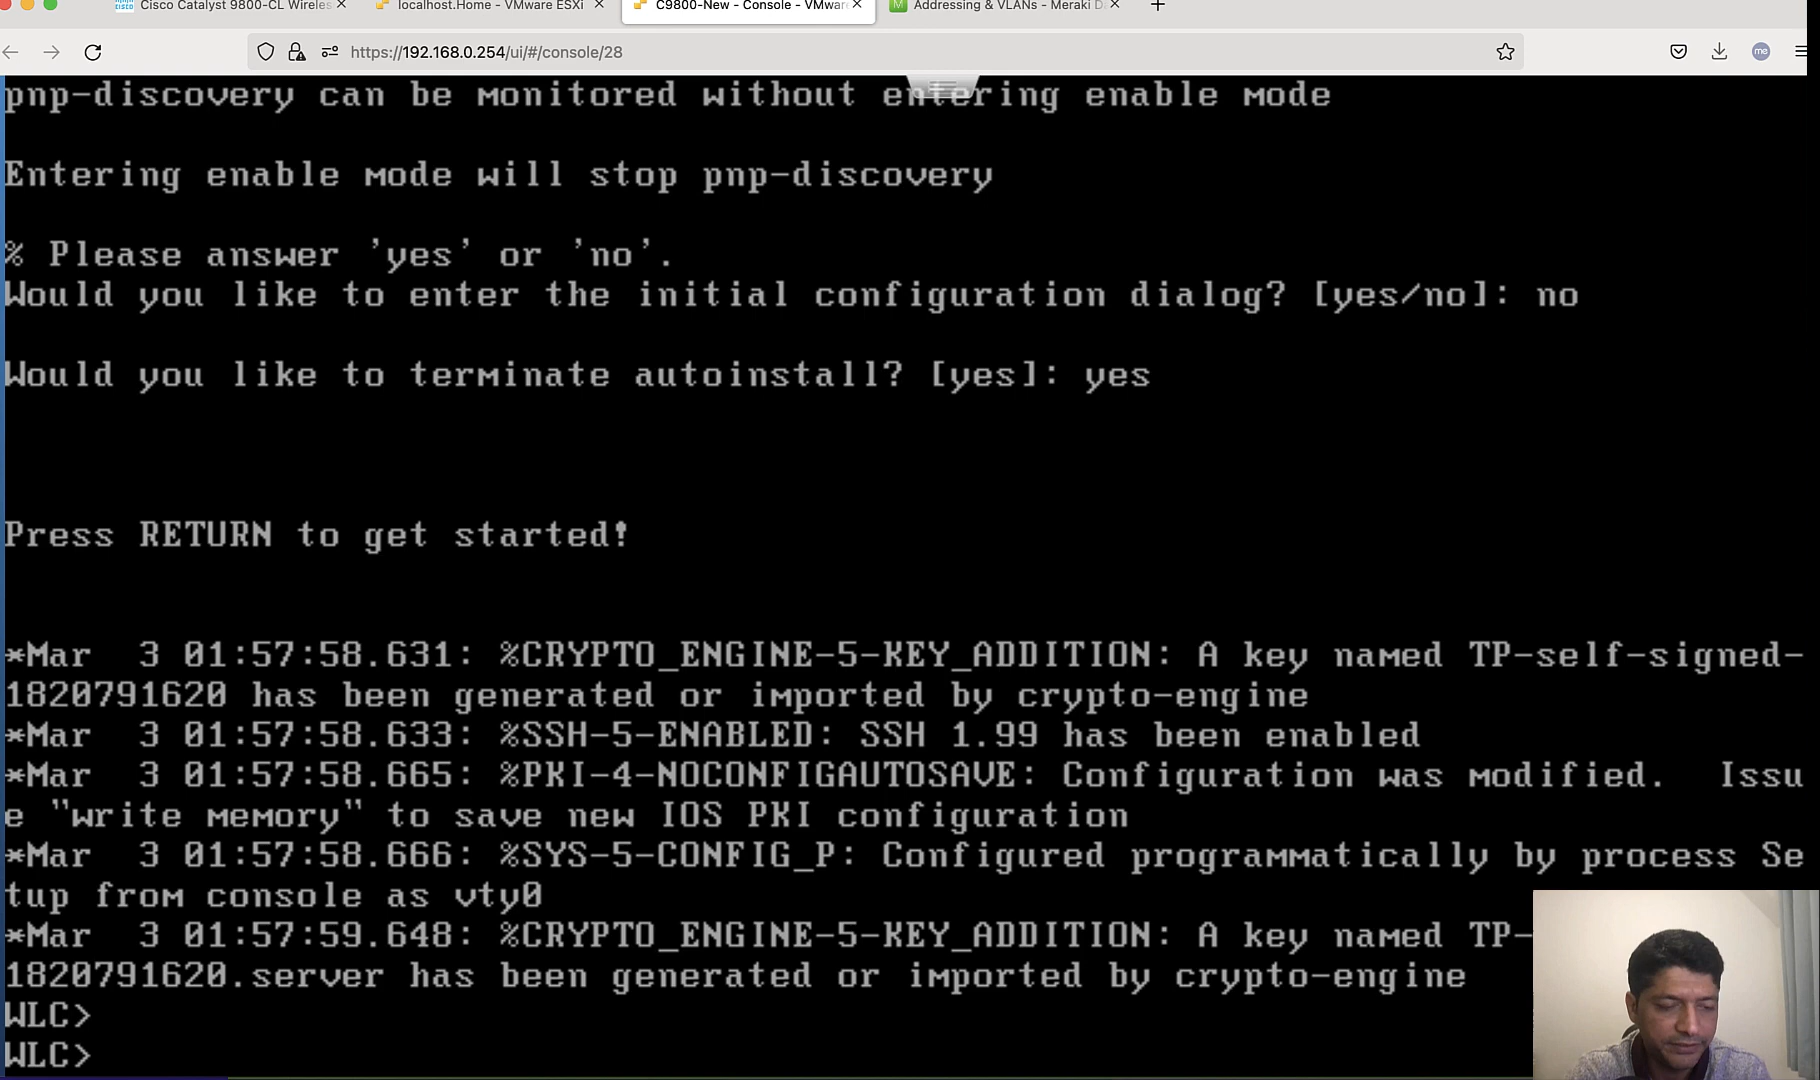 Cisco Catalyst 9800-CL Wireles
localhost.Home - VMware ESXi
C9800-New - Console - VMware
Addressing & VLANs - Meraki D
https://192.168.0.254/ui/#/console/28
me
pnp-discovery can be monitored without entering enable mode
Entering enable mode will stop pnp-discovery
% Please answer 'yes' or 'no'.
Would you like to enter the initial configuration dialog? [yes/no]: no
Would you like to terminate autoinstall? [yes]: yes
Press RETURN to get started!
*Mar  3 01:57:58.631: %CRYPTO_ENGINE-5-KEY_ADDITION: A key named TP-self-signed-
1820791620 has been generated or imported by crypto-engine
*Mar  3 01:57:58.633: %SSH-5-ENABLED: SSH 1.99 has been enabled
*Mar  3 01:57:58.665: %PKI-4-NOCONFIGAUTOSAVE: Configuration was modified.  Issu
e "write memory" to save new IOS PKI configuration
*Mar  3 01:57:58.666: %SYS-5-CONFIG_P: Configured programmatically by process Se
tup from console as vty0
*Mar  3 01:57:59.648: %CRYPTO_ENGINE-5-KEY_ADDITION: A key named TP-
1820791620.server has been generated or imported by crypto-engine
WLC>
WLC>